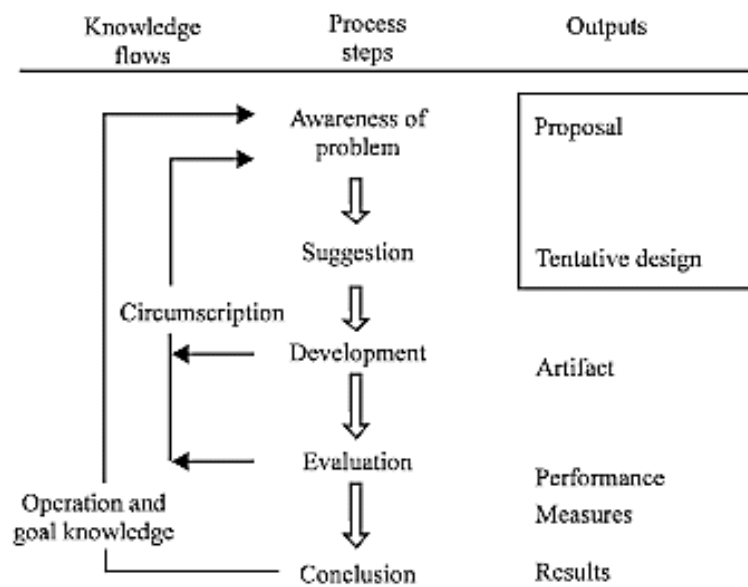 Knowledge
flows
Process
steps
Outputs
Awareness of
problem
Proposal
Suggestion
Tentative design
Circumscription
Development
Artifact
Evaluation
Performance
Measures
Operation and
goal knowledge
Conclusion
Results